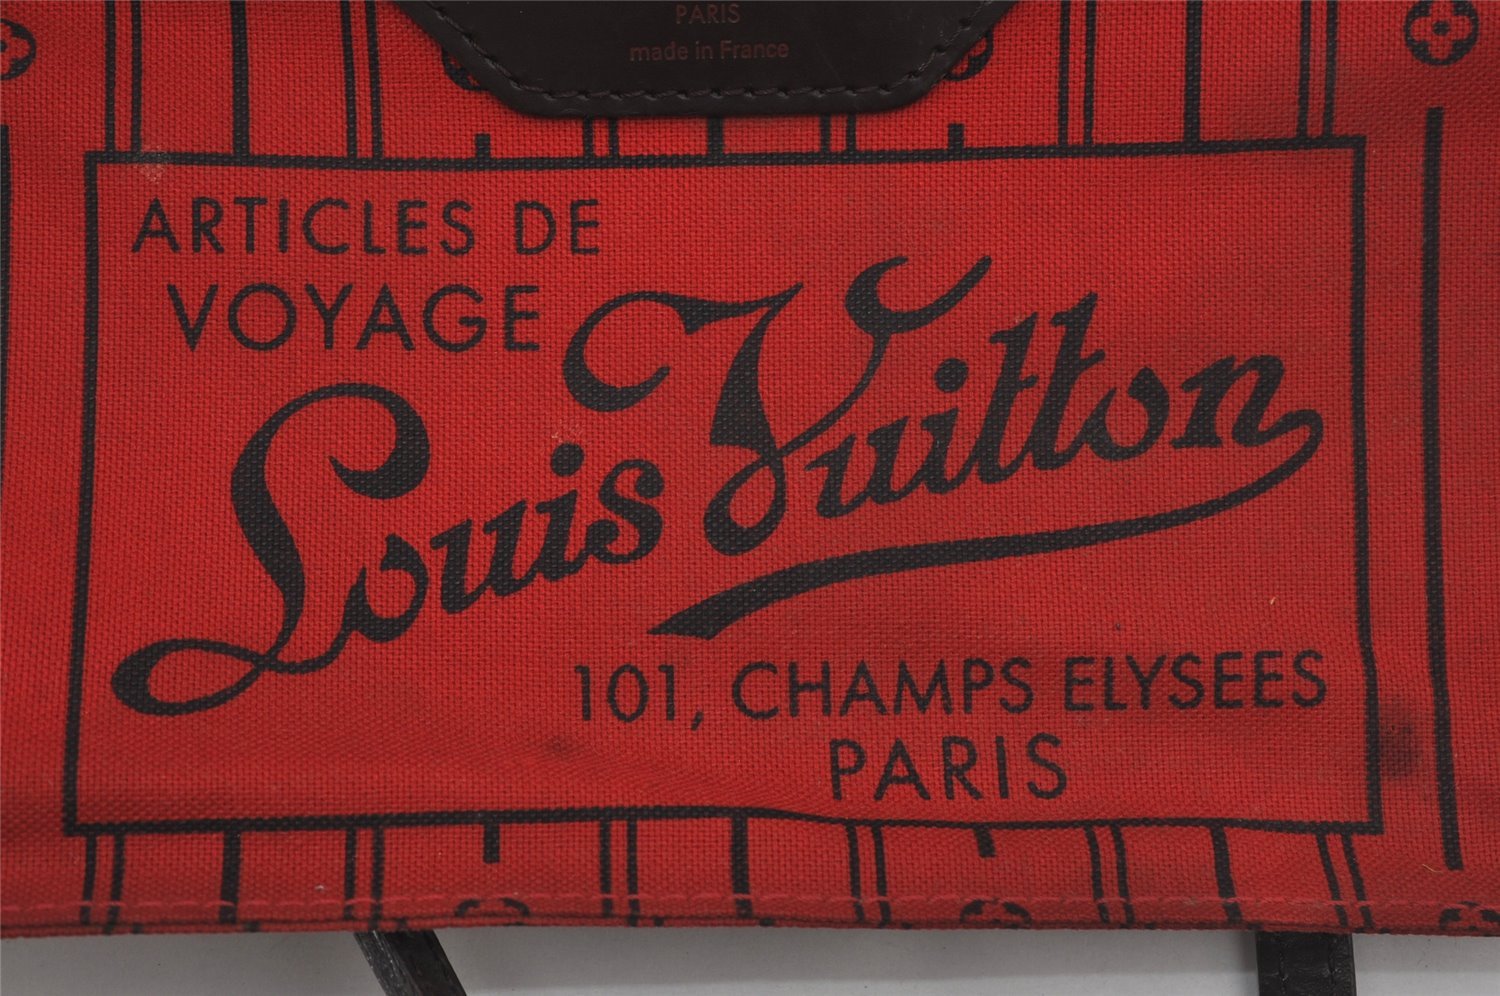 PARIS
made in France
ARTICLES DE
VOYAGE
Louis Vuitton
101, CHAMPS ELYSEES
PARIS